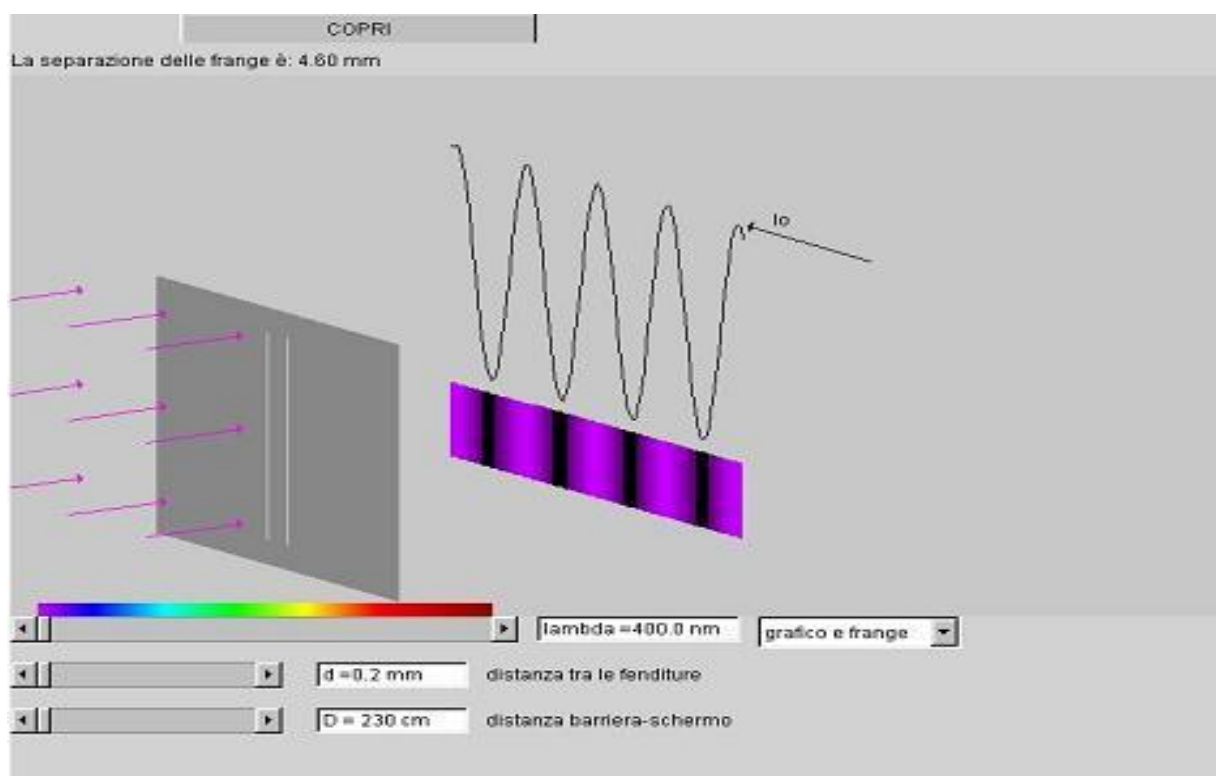 COPRI
La separazione delle frange è: 4.60 mm
Io
lambda =400.0 nm
grafico e frange
d =0.2 mm
distanza tra le fenditure
D = 230 cm
distanza barriera-schermo